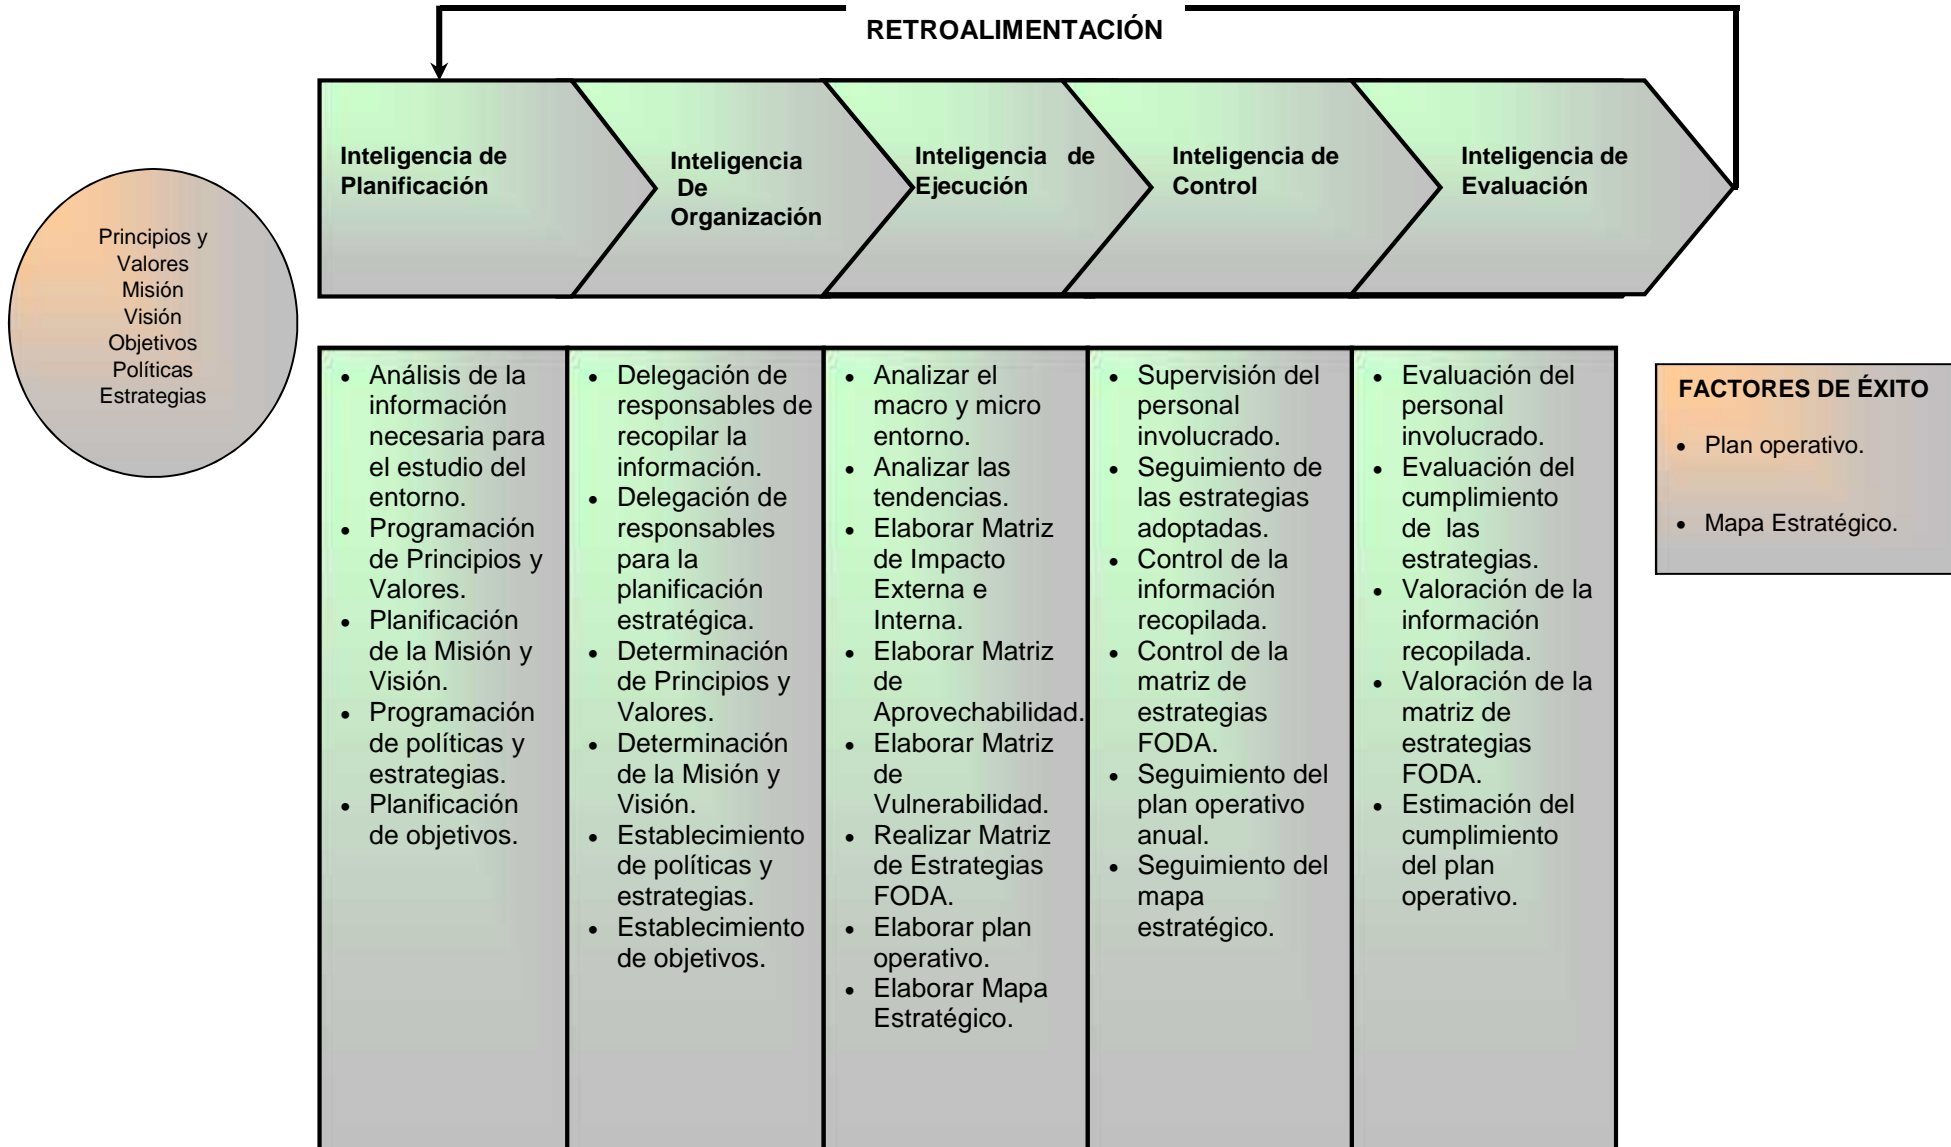 RETROALIMENTACIÓN
Inteligencia de
Planificación
Inteligencia
De
Organización
Inteligencia de
Ejecución
Inteligencia de
Control
Inteligencia de
Evaluación
Principios y
Valores
Misión
Visión
Objetivos
Políticas
Estrategias
• Análisis de la
información
necesaria para
el estudio del
entorno.
• Programación
de Principios y
Valores.
• Planificación
de la Misión y
Visión.
• Programación
de políticas y
estrategias.
• Planificación
de objetivos.
• Delegación de
responsables de
recopilar la
información.
• Delegación de
responsables
para la
planificación
estratégica.
• Determinación
de Principios y
Valores.
• Determinación
de la Misión y
Visión.
• Establecimiento
de políticas y
estrategias.
• Establecimiento
de objetivos.
• Analizar el
macro y micro
entorno.
• Analizar las
tendencias.
• Elaborar Matriz
de Impacto
Externa e
Interna.
• Elaborar Matriz
de
Aprovechabilidad.
• Elaborar Matriz
de
Vulnerabilidad.
• Realizar Matriz
de Estrategias
FODA.
• Elaborar plan
operativo.
• Elaborar Mapa
Estratégico.
• Supervisión del
personal
involucrado.
• Seguimiento de
las estrategias
adoptadas.
• Control de la
información
recopilada.
• Control de la
matriz de
estrategias
FODA.
• Seguimiento del
plan operativo
anual.
• Seguimiento del
mapa
estratégico.
• Evaluación del
personal
involucrado.
• Evaluación del
cumplimiento
de las
estrategias.
• Valoración de la
información
recopilada.
• Valoración de la
matriz de
estrategias
FODA.
• Estimación del
cumplimiento
del plan
operativo.
FACTORES DE ÉXITO
• Plan operativo.
• Mapa Estratégico.